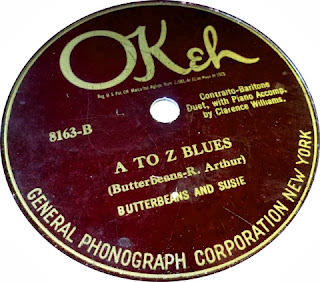 OKeh
Contralto-Baritone
Duet, with Piano Accomp.
by Clarence Williams.
8163-B
A TO Z BLUES
(Butterbeans-R. Arthur)
BUTTERBEANS AND SUSIE
GENERAL PHONOGRAPH CORPORATION NEW YORK